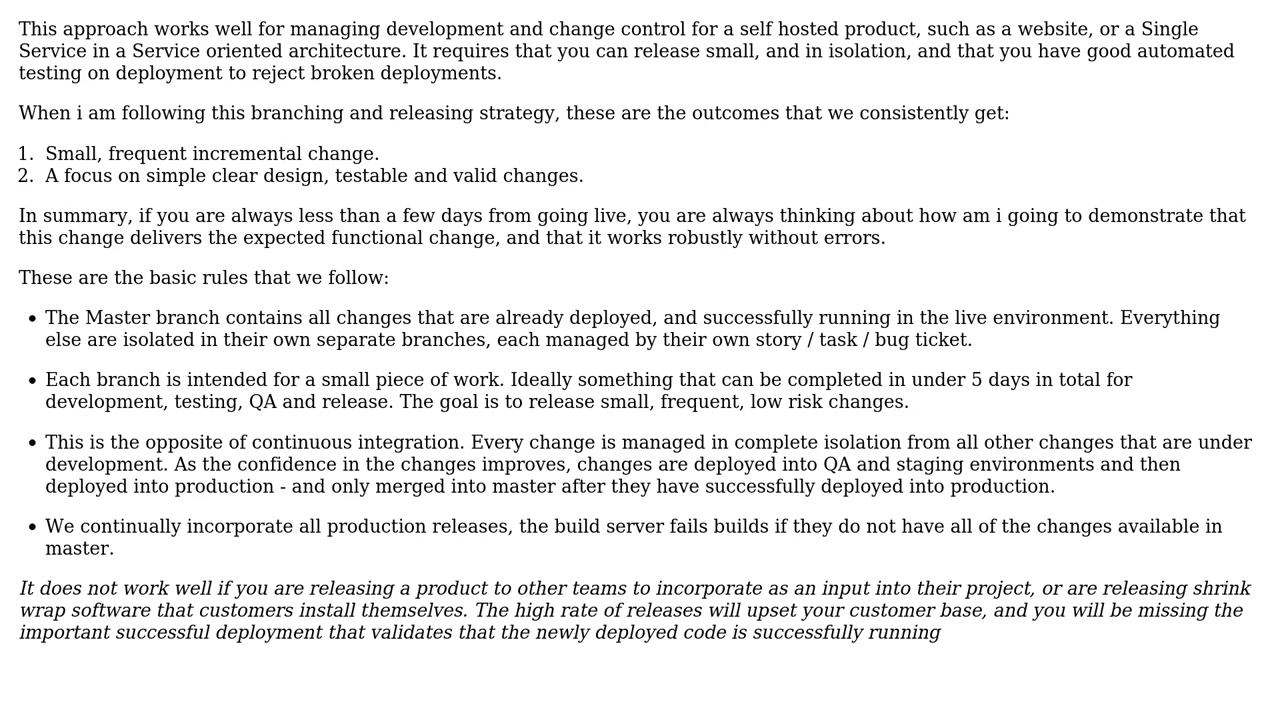 This approach works well for managing development and change control for a self hosted product, such as a website, or a Single
Service in a Service oriented architecture. It requires that you can release small, and in isolation, and that you have good automated
testing on deployment to reject broken deployments.
When i am following this branching and releasing strategy, these are the outcomes that we consistently get:
1. Small, frequent incremental change.
2. A focus on simple clear design, testable and valid changes.
In summary, if you are always less than a few days from going live, you are always thinking about how am i going to demonstrate that
this change delivers the expected functional change, and that it works robustly without errors.
These are the basic rules that we follow:
• The Master branch contains all changes that are already deployed, and successfully running in the live environment. Everything
else are isolated in their own separate branches, each managed by their own story / task / bug ticket.
• Each branch is intended for a small piece of work. Ideally something that can be completed in under 5 days in total for
development, testing, QA and release. The goal is to release small, frequent, low risk changes.
• This is the opposite of continuous integration. Every change is managed in complete isolation from all other changes that are under
development. As the confidence in the changes improves, changes are deployed into QA and staging environments and then
deployed into production - and only merged into master after they have successfully deployed into production.
• We continually incorporate all production releases, the build server fails builds if they do not have all of the changes available in
master.
It does not work well if you are releasing a product to other teams to incorporate as an input into their project, or are releasing shrink
wrap software that customers install themselves. The high rate of releases will upset your customer base, and you will be missing the
important successful deployment that validates that the newly deployed code is successfully running